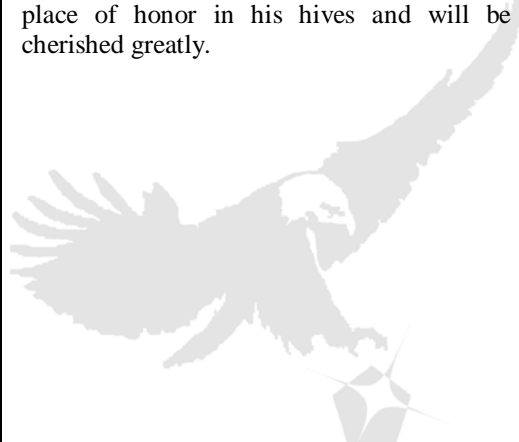 place of honor in his hives and will be
cherished greatly.